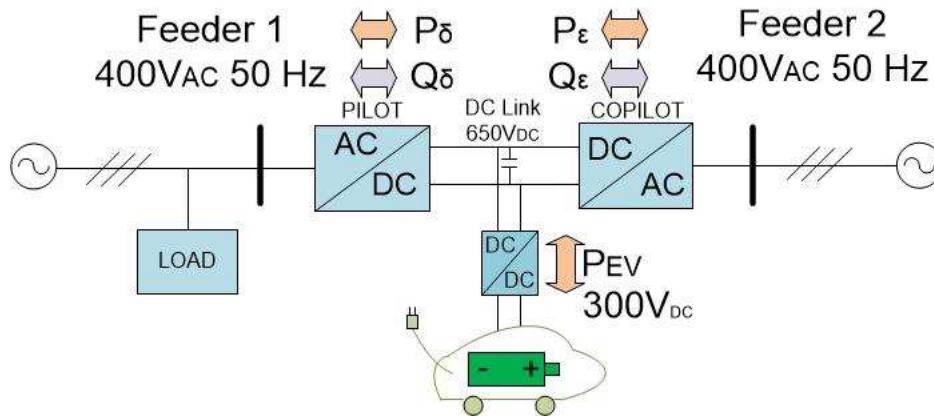 Feeder 1
400VAC 50 Hz
Pδ
Qδ
PILOT
DC Link
650VDC
Pε
Qε
COPILOT
Feeder 2
400VAC 50 Hz
AC
DC
DC
AC
LOAD
DC
DC
PEV
300VDC
- +